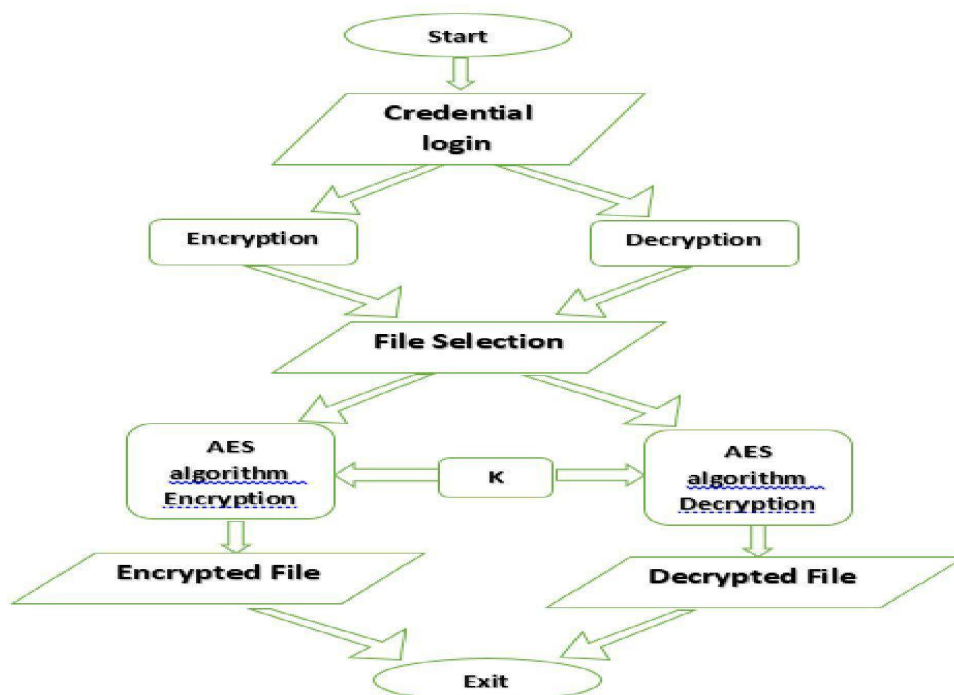 Start
Credential
login
Encryption
Decryption
File Selection
AES
algorithm
Encryption
K
AES
algorithm
Decryption
Encrypted File
Decrypted File
Exit